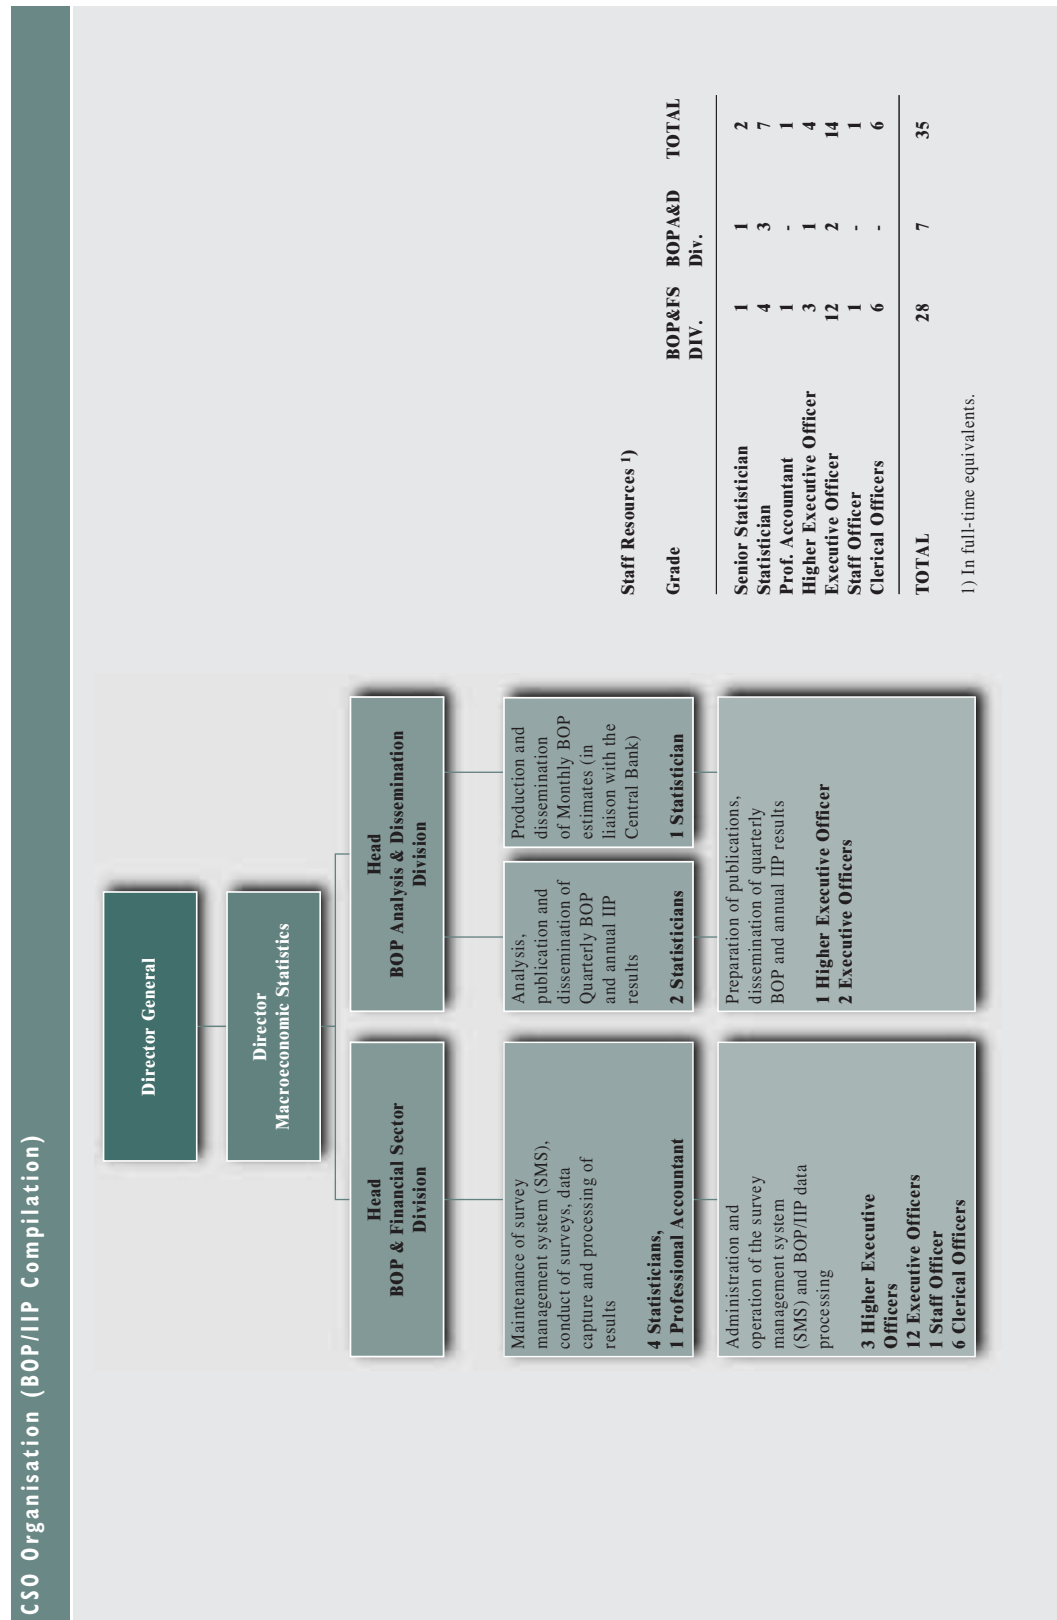 CSO Organisation (BOP/IIP Compilation)
Director General
Director
Macroeconomic Statistics
Head
BOP & Financial Sector
Division
Head
BOP Analysis & Dissemination
Division
Maintenance of survey
management system (SMS),
conduct of surveys, data
capture and processing of
results
4 Statisticians,
1 Professional Accountant
Analysis,
publication and
dissemination of
Quarterly BOP
and annual IIP
results
2 Statisticians
Production and
dissemination
of Monthly BOP
estimates (in
liaison with the
Central Bank)
1 Statistician
Administration and
operation of the survey
management system
(SMS) and BOP/IIP data
processing
3 Higher Executive
Officers
12 Executive Officers
1 Staff Officer
6 Clerical Officers
Preparation of publications,
dissemination of quarterly
BOP and annual IIP results
1 Higher Executive Officer
2 Executive Officers
Staff Resources 1)
Grade BOP&FS BOPA&D TOTAL
DIV. Div.
Senior Statistician 1 1 2
Statistician 4 3 7
Prof. Accountant 1 - 1
Higher Executive Officer 3 1 4
Executive Officer 12 2 14
Staff Officer 1 - 1
Clerical Officers 6 - 6
TOTAL 28 7 35
1) In full-time equivalents.